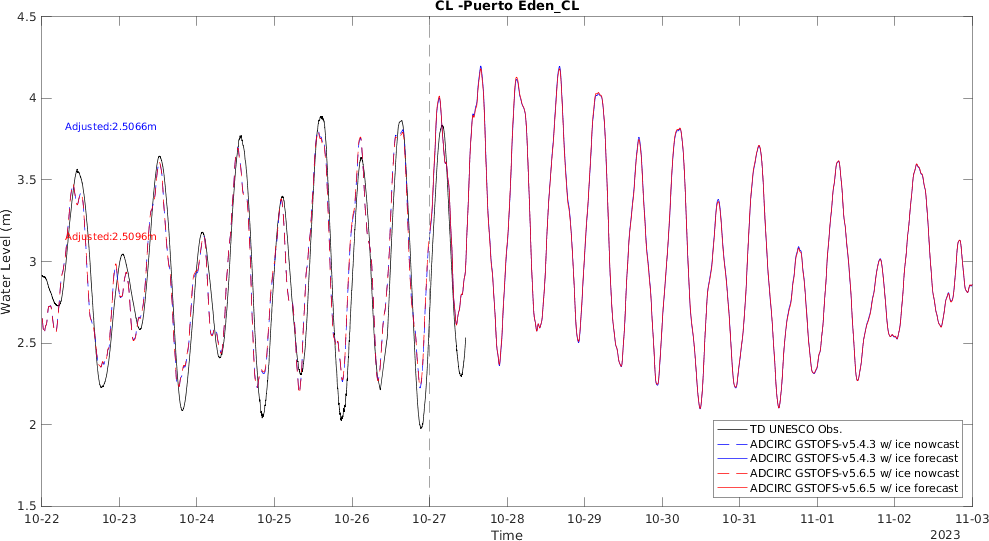 CL -Puerto Eden_CL
4.5
4
3.5
3
2.5
2
1.5
Water Level (m)
Adjusted:2.5066m
Adjusted:2.5096m
TD UNESCO Obs.
ADCIRC GSTOFS-v5.4.3 w/ ice nowcast
ADCIRC GSTOFS-v5.4.3 w/ ice forecast
ADCIRC GSTOFS-v5.6.5 w/ ice nowcast
ADCIRC GSTOFS-v5.6.5 w/ ice forecast
10-22 10-23 10-24 10-25 10-26 10-27 10-28 10-29 10-30 10-31 11-01 11-02 11-03
Time
2023